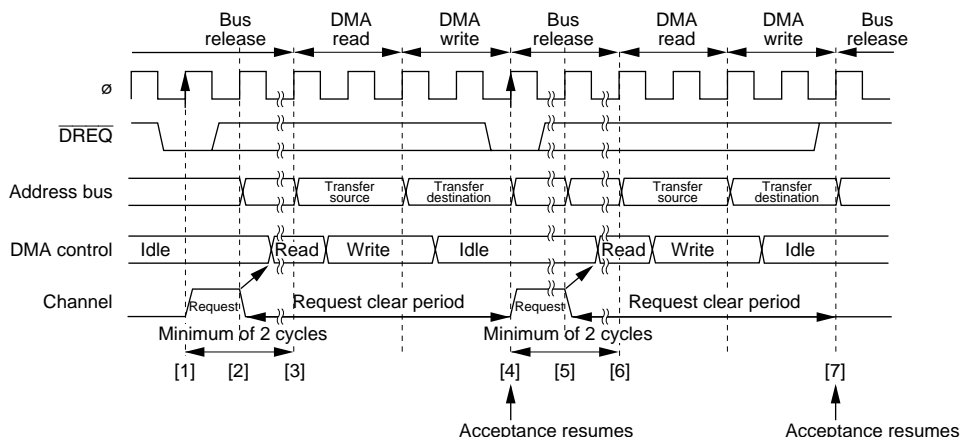 Bus release DMA read DMA write Bus release DMA read DMA write Bus release
ø
DREQ
Address bus Transfer source Transfer destination Transfer source Transfer destination
DMA control Idle Read Write Idle Read Write Idle
Channel Request Request clear period Request Request clear period
Minimum of 2 cycles Minimum of 2 cycles
[1] [2] [3] [4] [5] [6] [7]
Acceptance resumes Acceptance resumes